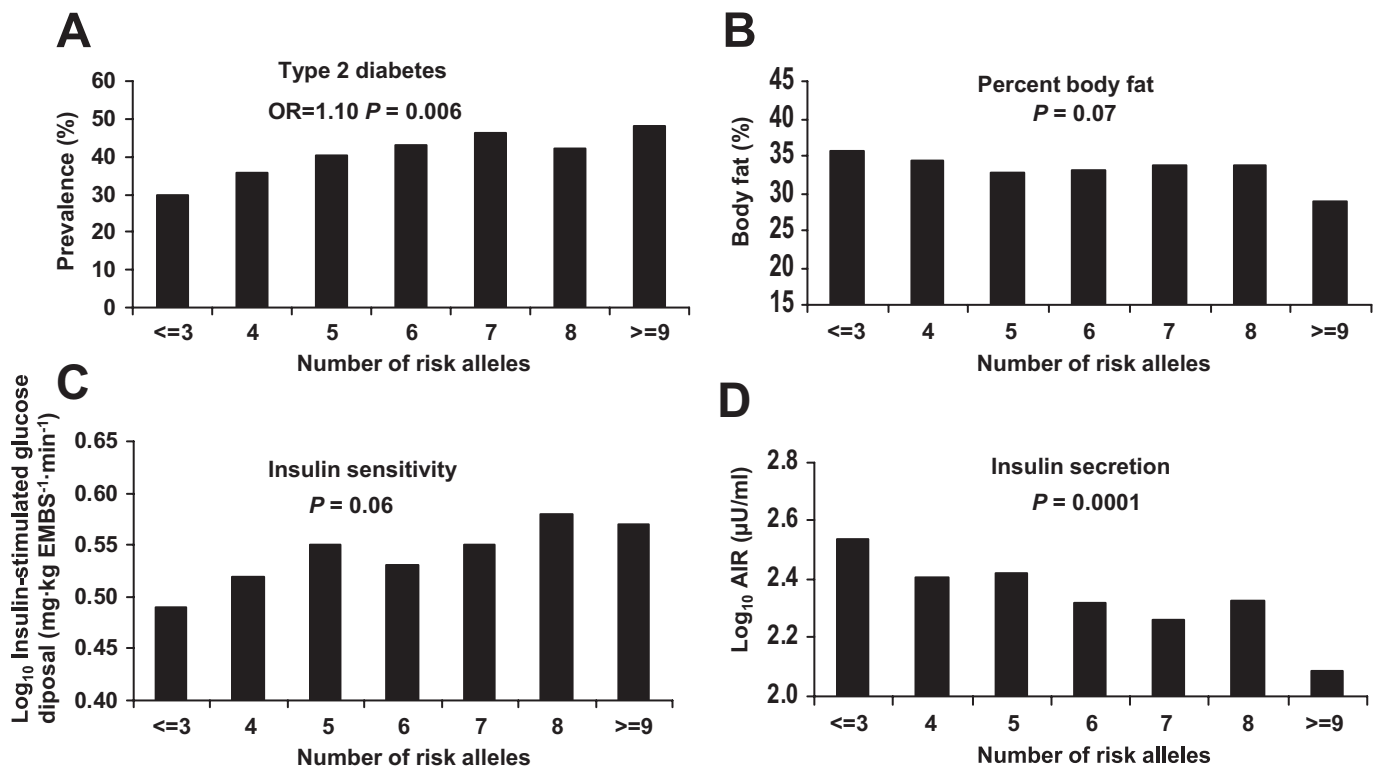 A
Type 2 diabetes
OR=1.10 P = 0.006
Prevalence (%)
60
50
40
30
20
10
0
<=3 4 5 6 7 8 >=9
Number of risk alleles
B
Percent body fat
P = 0.07
Body fat (%)
45
40
35
30
25
20
15
<=3 4 5 6 7 8 >=9
Number of risk alleles
C
Insulin sensitivity
P = 0.06
Log₁₀ Insulin-stimulated glucose
diposal (mg·kg EMBS⁻¹·min⁻¹)
0.65
0.60
0.55
0.50
0.45
0.40
<=3 4 5 6 7 8 >=9
Number of risk alleles
D
Insulin secretion
P = 0.0001
Log₁₀ AIR (µU/ml)
2.8
2.6
2.4
2.2
2.0
<=3 4 5 6 7 8 >=9
Number of risk alleles